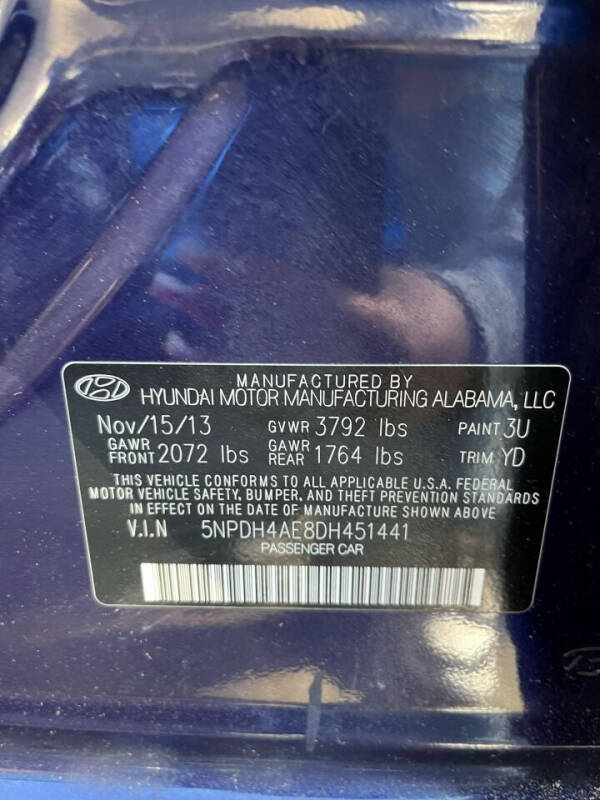 MANUFACTURED BY
HYUNDAI MOTOR MANUFACTURING ALABAMA, LLC
Nov/15/13 GVWR 3792 lbs PAINT 3U
GAWR FRONT 2072 lbs GAWR REAR 1764 lbs TRIM YD
THIS VEHICLE CONFORMS TO ALL APPLICABLE U.S.A. FEDERAL
MOTOR VEHICLE SAFETY, BUMPER, AND THEFT PREVENTION STANDARDS
IN EFFECT ON THE DATE OF MANUFACTURE SHOWN ABOVE
V.I.N 5NPDH4AE8DH451441
PASSENGER CAR